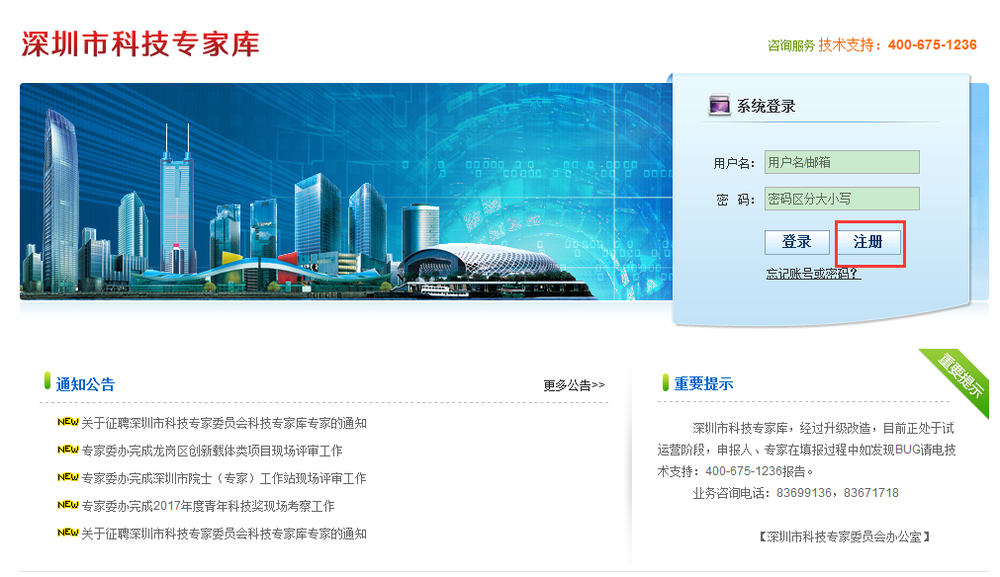 深圳市科技专家库
咨询服务 技术支持：400-675-1236
系统登录
用户名： 用户名/邮箱
密 码： 密码区分大小写
登录 注册
忘记账号或密码？
通知公告 更多公告>>
NEW 关于征聘深圳市科技专家委员会科技专家库专家的通知
NEW 专家委办完成龙岗区创新载体类项目现场评审工作
NEW 专家委办完成深圳市院士（专家）工作站现场评审工作
NEW 专家委办完成2017年度青年科技奖现场考察工作
NEW 关于征聘深圳市科技专家委员会科技专家库专家的通知
重要提示
重要提示
深圳市科技专家库，经过升级改造，目前正处于试
运营阶段，申报人、专家在填报过程中如发现BUG请电技
术支持：400-675-1236报告。
业务咨询电话：83699136，83671718
【深圳市科技专家委员会办公室】